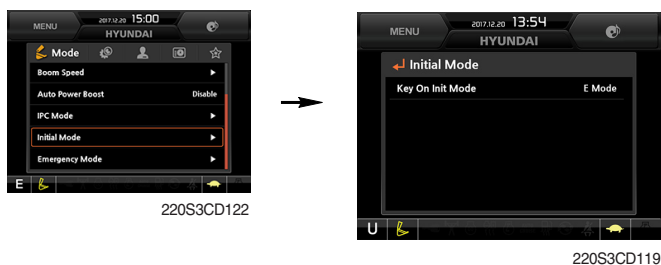 MENU
2017.12.20 15:00
HYUNDAI
Mode
Boom Speed
Auto Power Boost Disable
IPC Mode
Initial Mode
Emergency Mode
E
220S3CD122
MENU
2017.12.20 13:54
HYUNDAI
Initial Mode
Key On Init Mode E Mode
U
220S3CD119